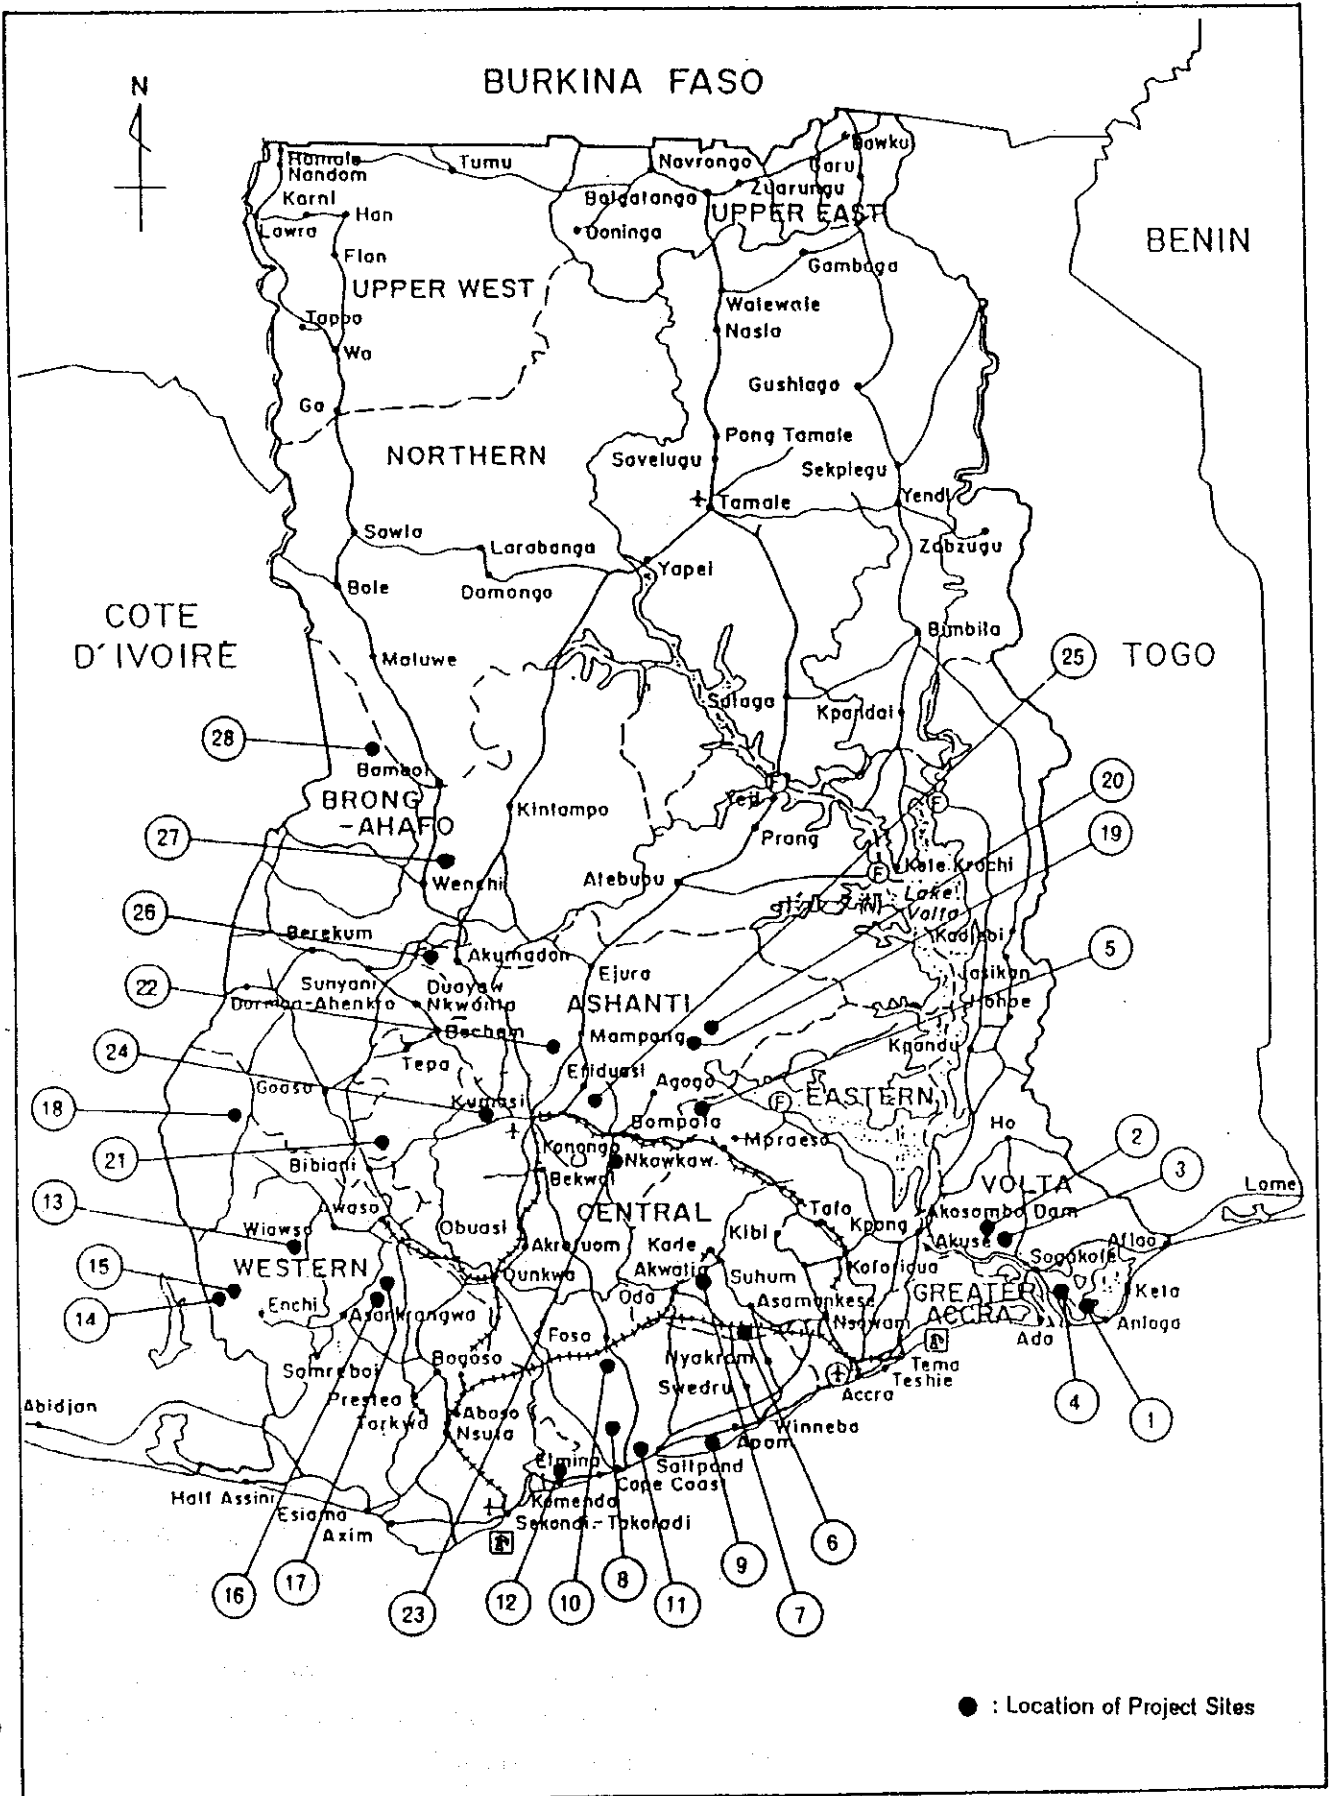 BURKINA FASO
N
Hamale
Nandom
Tumu
Navrongo
Bawku
Garu
Zuarungu
Karni
Han
Lawra
Bolgatanga
UPPER EAST
Doninga
BENIN
Flan
Gambaga
UPPER WEST
Walewale
Nasia
Tappo
Wa
Gushiago
Ga
Pong Tamale
NORTHERN
Savelugu
Sekplegu
Tamale
Yendi
Sawla
Larabanga
Zabzugu
Yapei
Bole
Damongo
COTE
D'IVOIRE
Bimbila
Maluwe
25
TOGO
Salaga
Kpandai
28
Bamboi
F
Yeji
20
BRONG
-AHAFO
Kintampo
F
Prang
19
27
Wenchi
Atebubu
F
Kete Krachi
Lake
Volta
26
Berekum
Akumadan
Kadjebi
5
Ejura
Jasikan
Sunyani
Duayaw
Nkwanta
22
Dormaa-Ahenkro
ASHANTI
Hohoe
Bechem
Mampong
Kpandu
24
Tepa
Efiduasi
Agogo
Goaso
Kumasi
F
EASTERN
18
Bompata
Mpraeso
Ho
2
Konongo
21
Bibiani
Nkawkaw
Bekwai
3
VOLTA
Lome
13
Awaso
CENTRAL
Tafo
Akosombo Dam
Wiawso
Obuasi
Kibi
Kpong
Akrofuom
Kade
Akuse
Aflao
Sogakofe
15
WESTERN
Dunkwa
Akwatia
Suhum
Koforidua
Oda
GREATER
ACCRA
Keta
14
Enchi
Asankrangwa
Asamankese
Nsawam
Anloga
Ada
Fosa
Nyakrom
Tema
Samreboi
Bogoso
Teshie
Accra
Prestea
Swedru
4
1
Abidjan
Tarkwa
Aboso
Nsuta
Winneba
Apam
Elmina
Saltpond
Cape Coast
Half Assini
Komenda
Esiama
Sekondi-Takoradi
Axim
6
9
16
17
23
12
10
8
11
7
● : Location of Project Sites